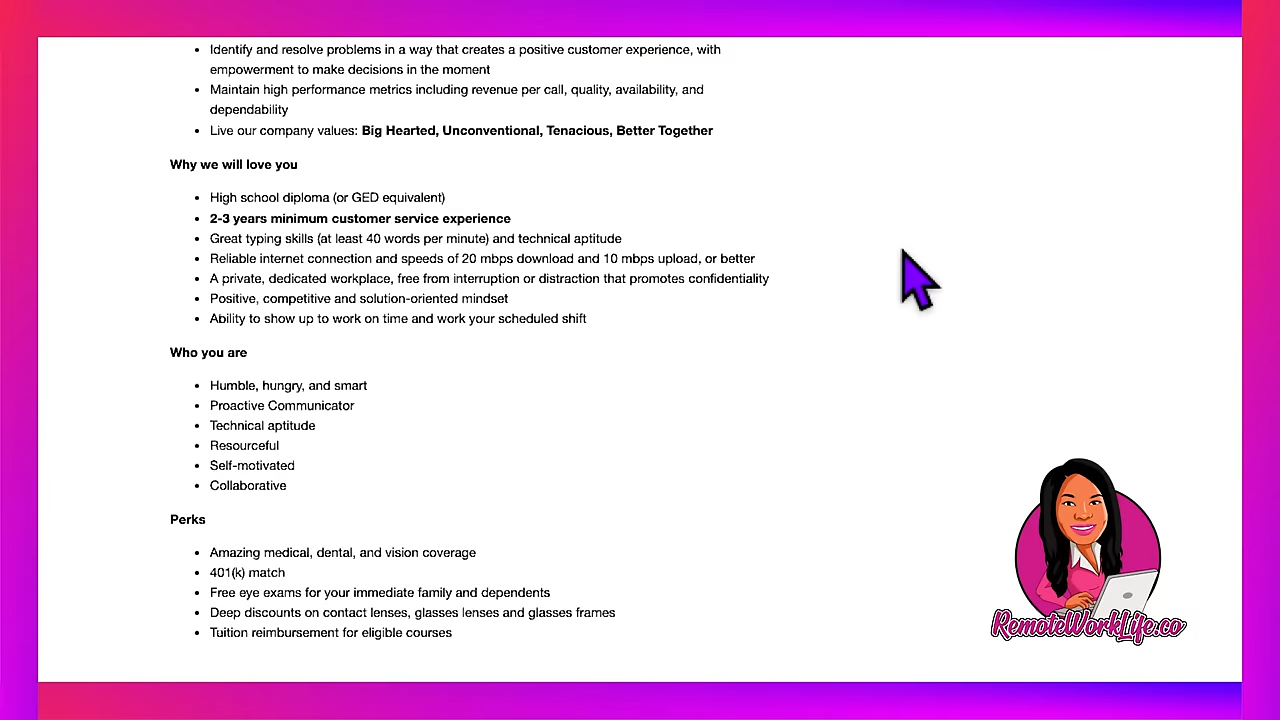 Identify and resolve problems in a way that creates a positive customer experience, with
empowerment to make decisions in the moment
Maintain high performance metrics including revenue per call, quality, availability, and
dependability
Live our company values: Big Hearted, Unconventional, Tenacious, Better Together
Why we will love you
High school diploma (or GED equivalent)
2-3 years minimum customer service experience
Great typing skills (at least 40 words per minute) and technical aptitude
Reliable internet connection and speeds of 20 mbps download and 10 mbps upload, or better
A private, dedicated workplace, free from interruption or distraction that promotes confidentiality
Positive, competitive and solution-oriented mindset
Ability to show up to work on time and work your scheduled shift
Who you are
Humble, hungry, and smart
Proactive Communicator
Technical aptitude
Resourceful
Self-motivated
Collaborative
Perks
Amazing medical, dental, and vision coverage
401(k) match
Free eye exams for your immediate family and dependents
Deep discounts on contact lenses, glasses lenses and glasses frames
Tuition reimbursement for eligible courses
RemoteWorkLife.co